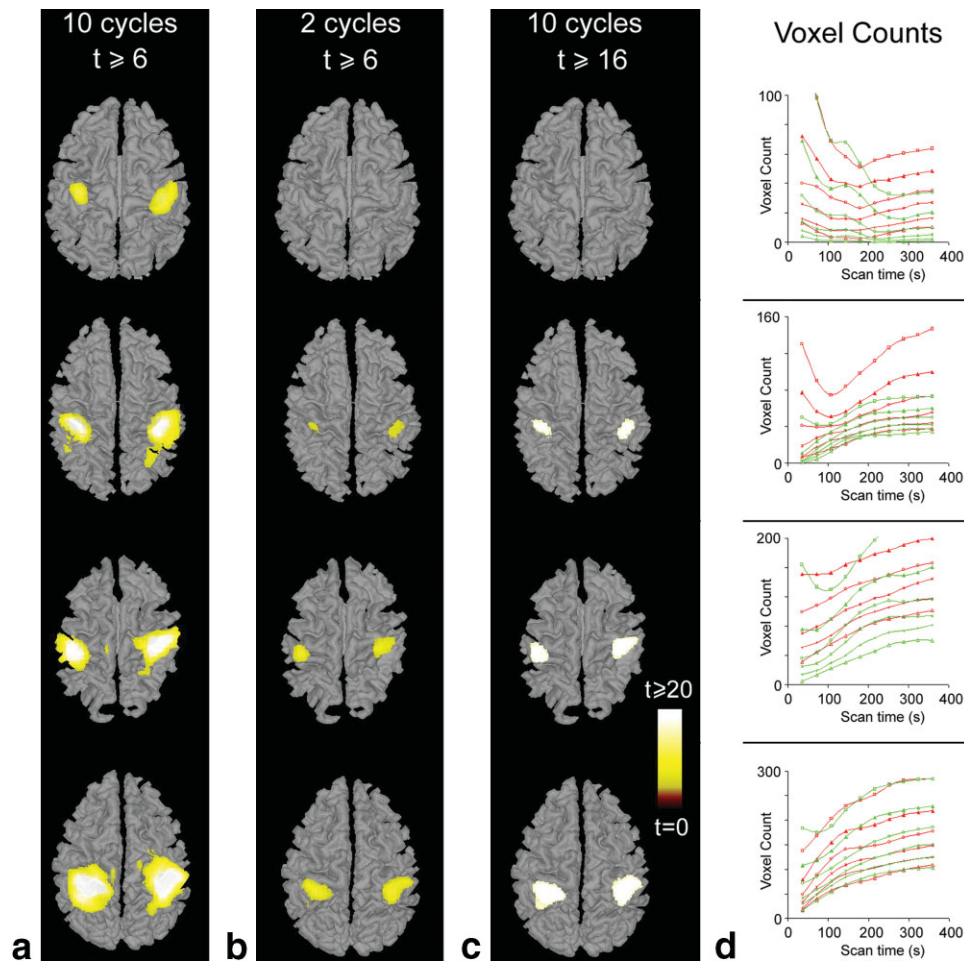 10 cycles
t ⩾ 6
2 cycles
t ⩾ 6
10 cycles
t ⩾ 16
Voxel Counts
100
Voxel Count
0
0 100 200 300 400
Scan time (s)
160
Voxel Count
0
0 100 200 300 400
Scan time (s)
200
Voxel Count
0
0 100 200 300 400
Scan time (s)
t⩾20
t=0
300
Voxel Count
0
0 100 200 300 400
Scan time (s)
a
b
c
d